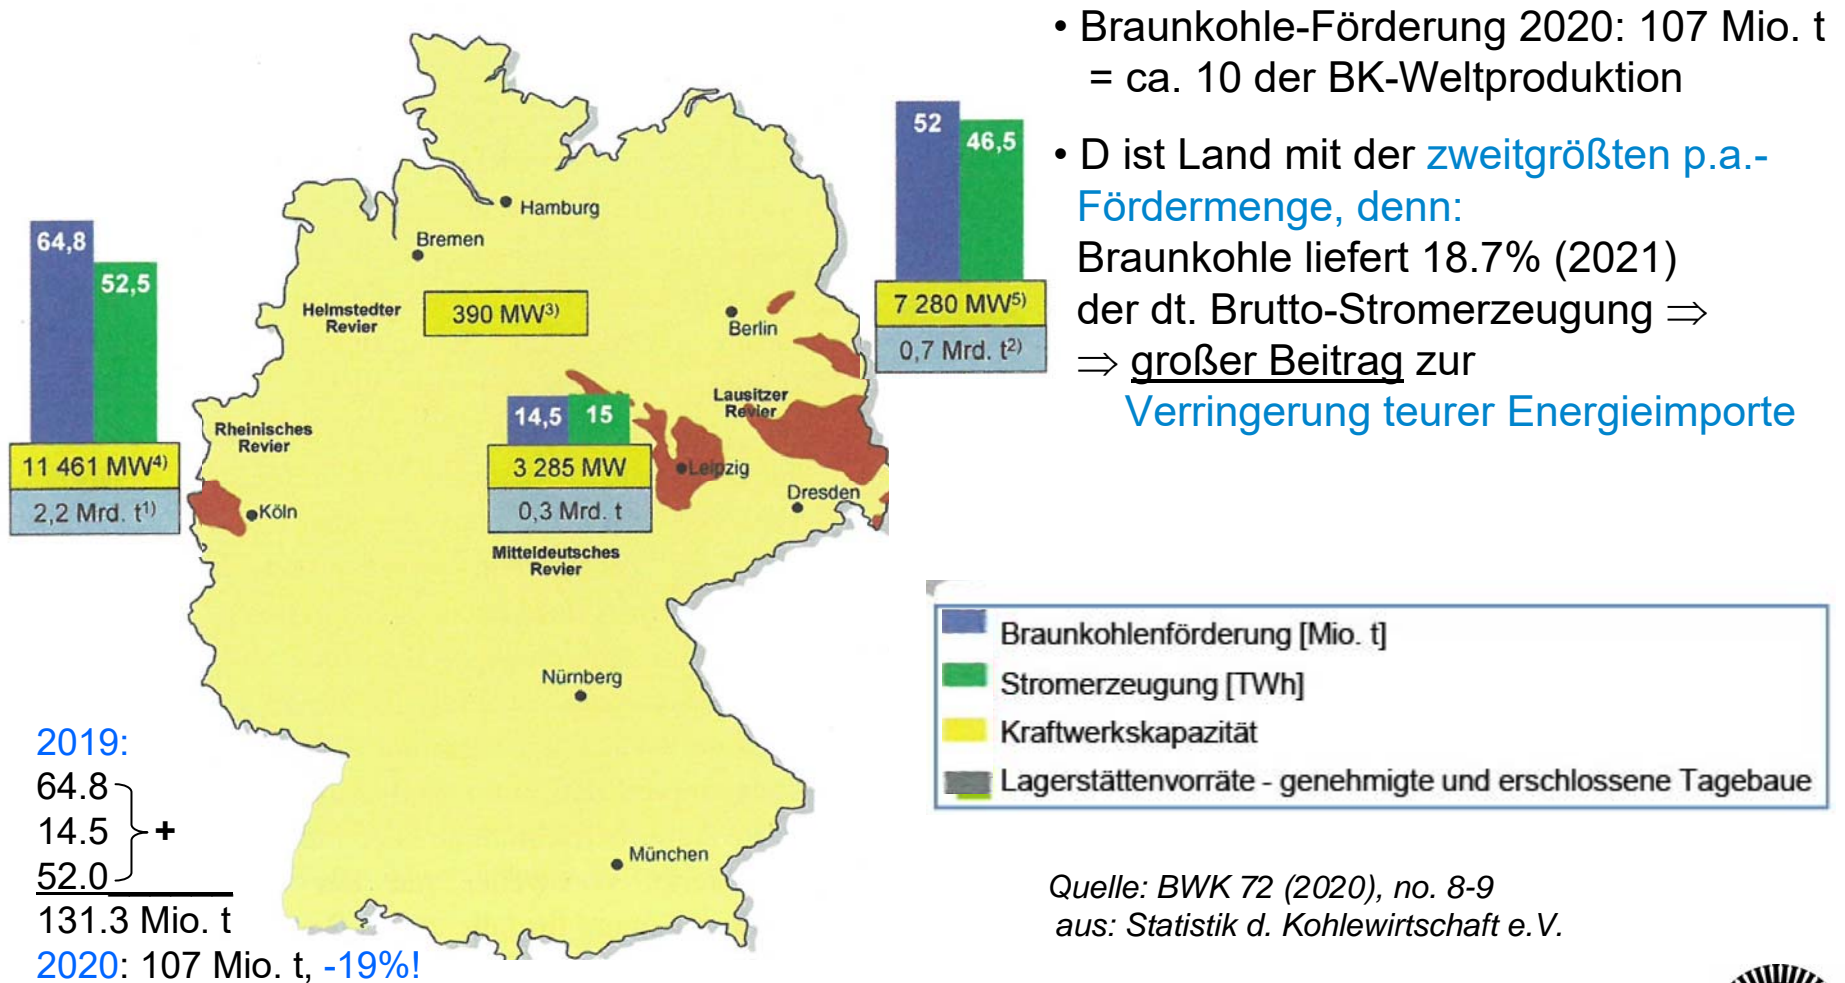 • Braunkohle-Förderung 2020: 107 Mio. t
= ca. 10 der BK-Weltproduktion
• D ist Land mit der zweitgrößten p.a.-
Fördermenge, denn:
Braunkohle liefert 18.7% (2021)
der dt. Brutto-Stromerzeugung ⇒
⇒ großer Beitrag zur
Verringerung teurer Energieimporte
52
46,5
7 280 MW5)
0,7 Mrd. t2)
64,8
52,5
11 461 MW4)
2,2 Mrd. t1)
Hamburg
Bremen
Helmstedter
Revier
390 MW3)
Berlin
Lausitzer
Revier
Rheinisches
Revier
14,5
15
3 285 MW
0,3 Mrd. t
Mitteldeutsches
Revier
Leipzig
Dresden
Köln
Nürnberg
München
Braunkohlenförderung [Mio. t]
Stromerzeugung [TWh]
Kraftwerkskapazität
Lagerstättenvorräte - genehmigte und erschlossene Tagebaue
2019:
64.8
14.5
+
52.0
131.3 Mio. t
2020: 107 Mio. t, -19%!
Quelle: BWK 72 (2020), no. 8-9
aus: Statistik d. Kohlewirtschaft e.V.